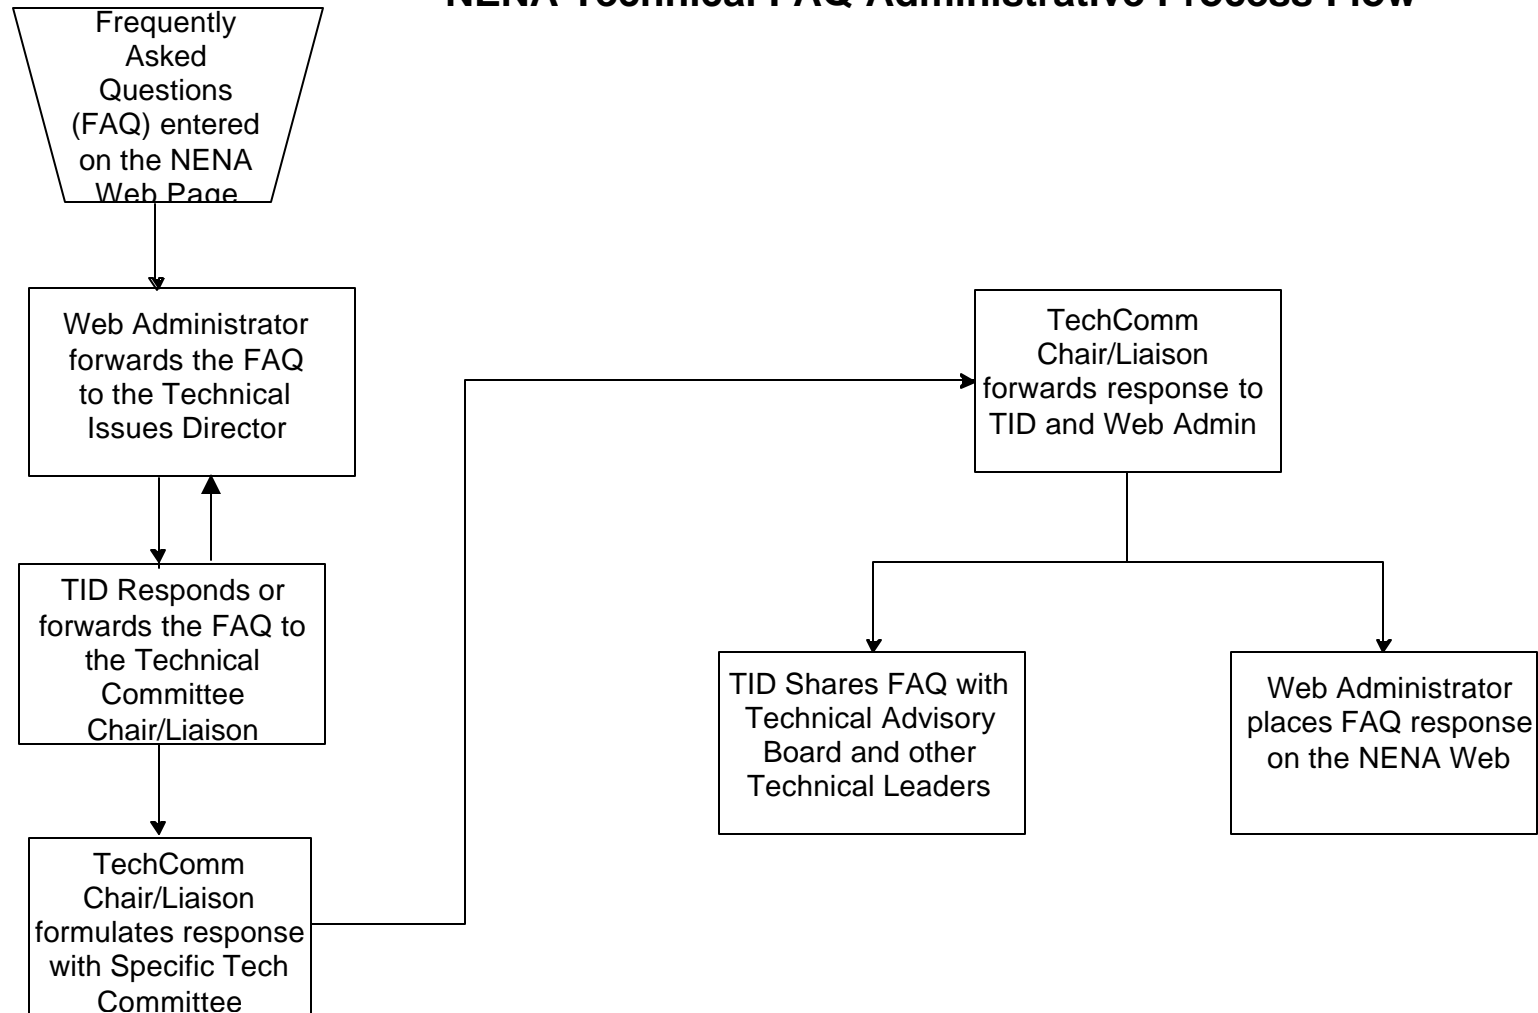 NENA Technical FAQ Administrative Process Flow
Frequently
Asked
Questions
(FAQ) entered
on the NENA
Web Page
Web Administrator
forwards the FAQ
to the Technical
Issues Director
TID Responds or
forwards the FAQ to
the Technical
Committee
Chair/Liaison
TechComm
Chair/Liaison
formulates response
with Specific Tech
Committee
TechComm
Chair/Liaison
forwards response to
TID and Web Admin
TID Shares FAQ with
Technical Advisory
Board and other
Technical Leaders
Web Administrator
places FAQ response
on the NENA Web